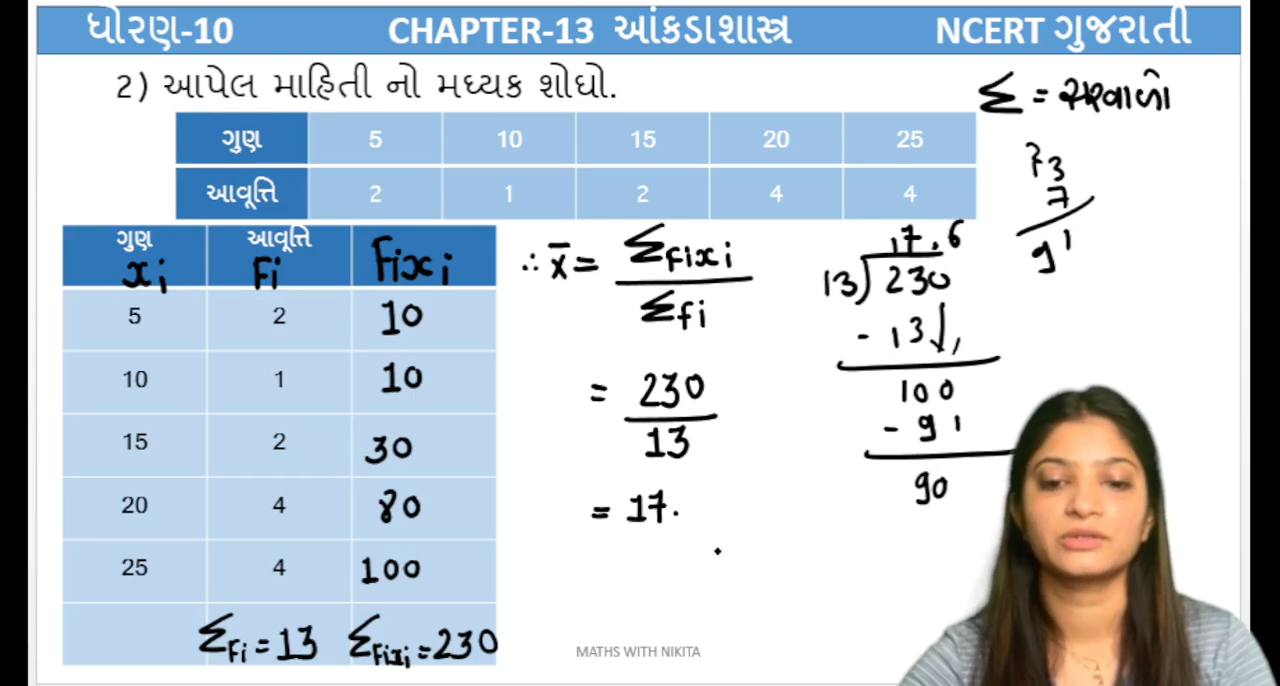 ધોરણ-10 CHAPTER-13 આંકડાશાસ્ત્ર NCERT ગુજરાતી
2) આપેલ માહિતી નો મધ્યક શોધો.
Σ = સરવાળો
ગુણ 5 10 15 20 25
આવૃત્તિ 2 1 2 4 4
13
7
91
ગુણ xi આવૃત્તિ Fi Fixi
5 2 10
10 1 10
15 2 30
20 4 80
25 4 100
ΣFi = 13 ΣFixi = 230
∴ x̄ = ΣFixi / Σfi
= 230 / 13
= 17.
17.6
13) 230
- 13↓
100
- 91
90
MATHS WITH NIKITA